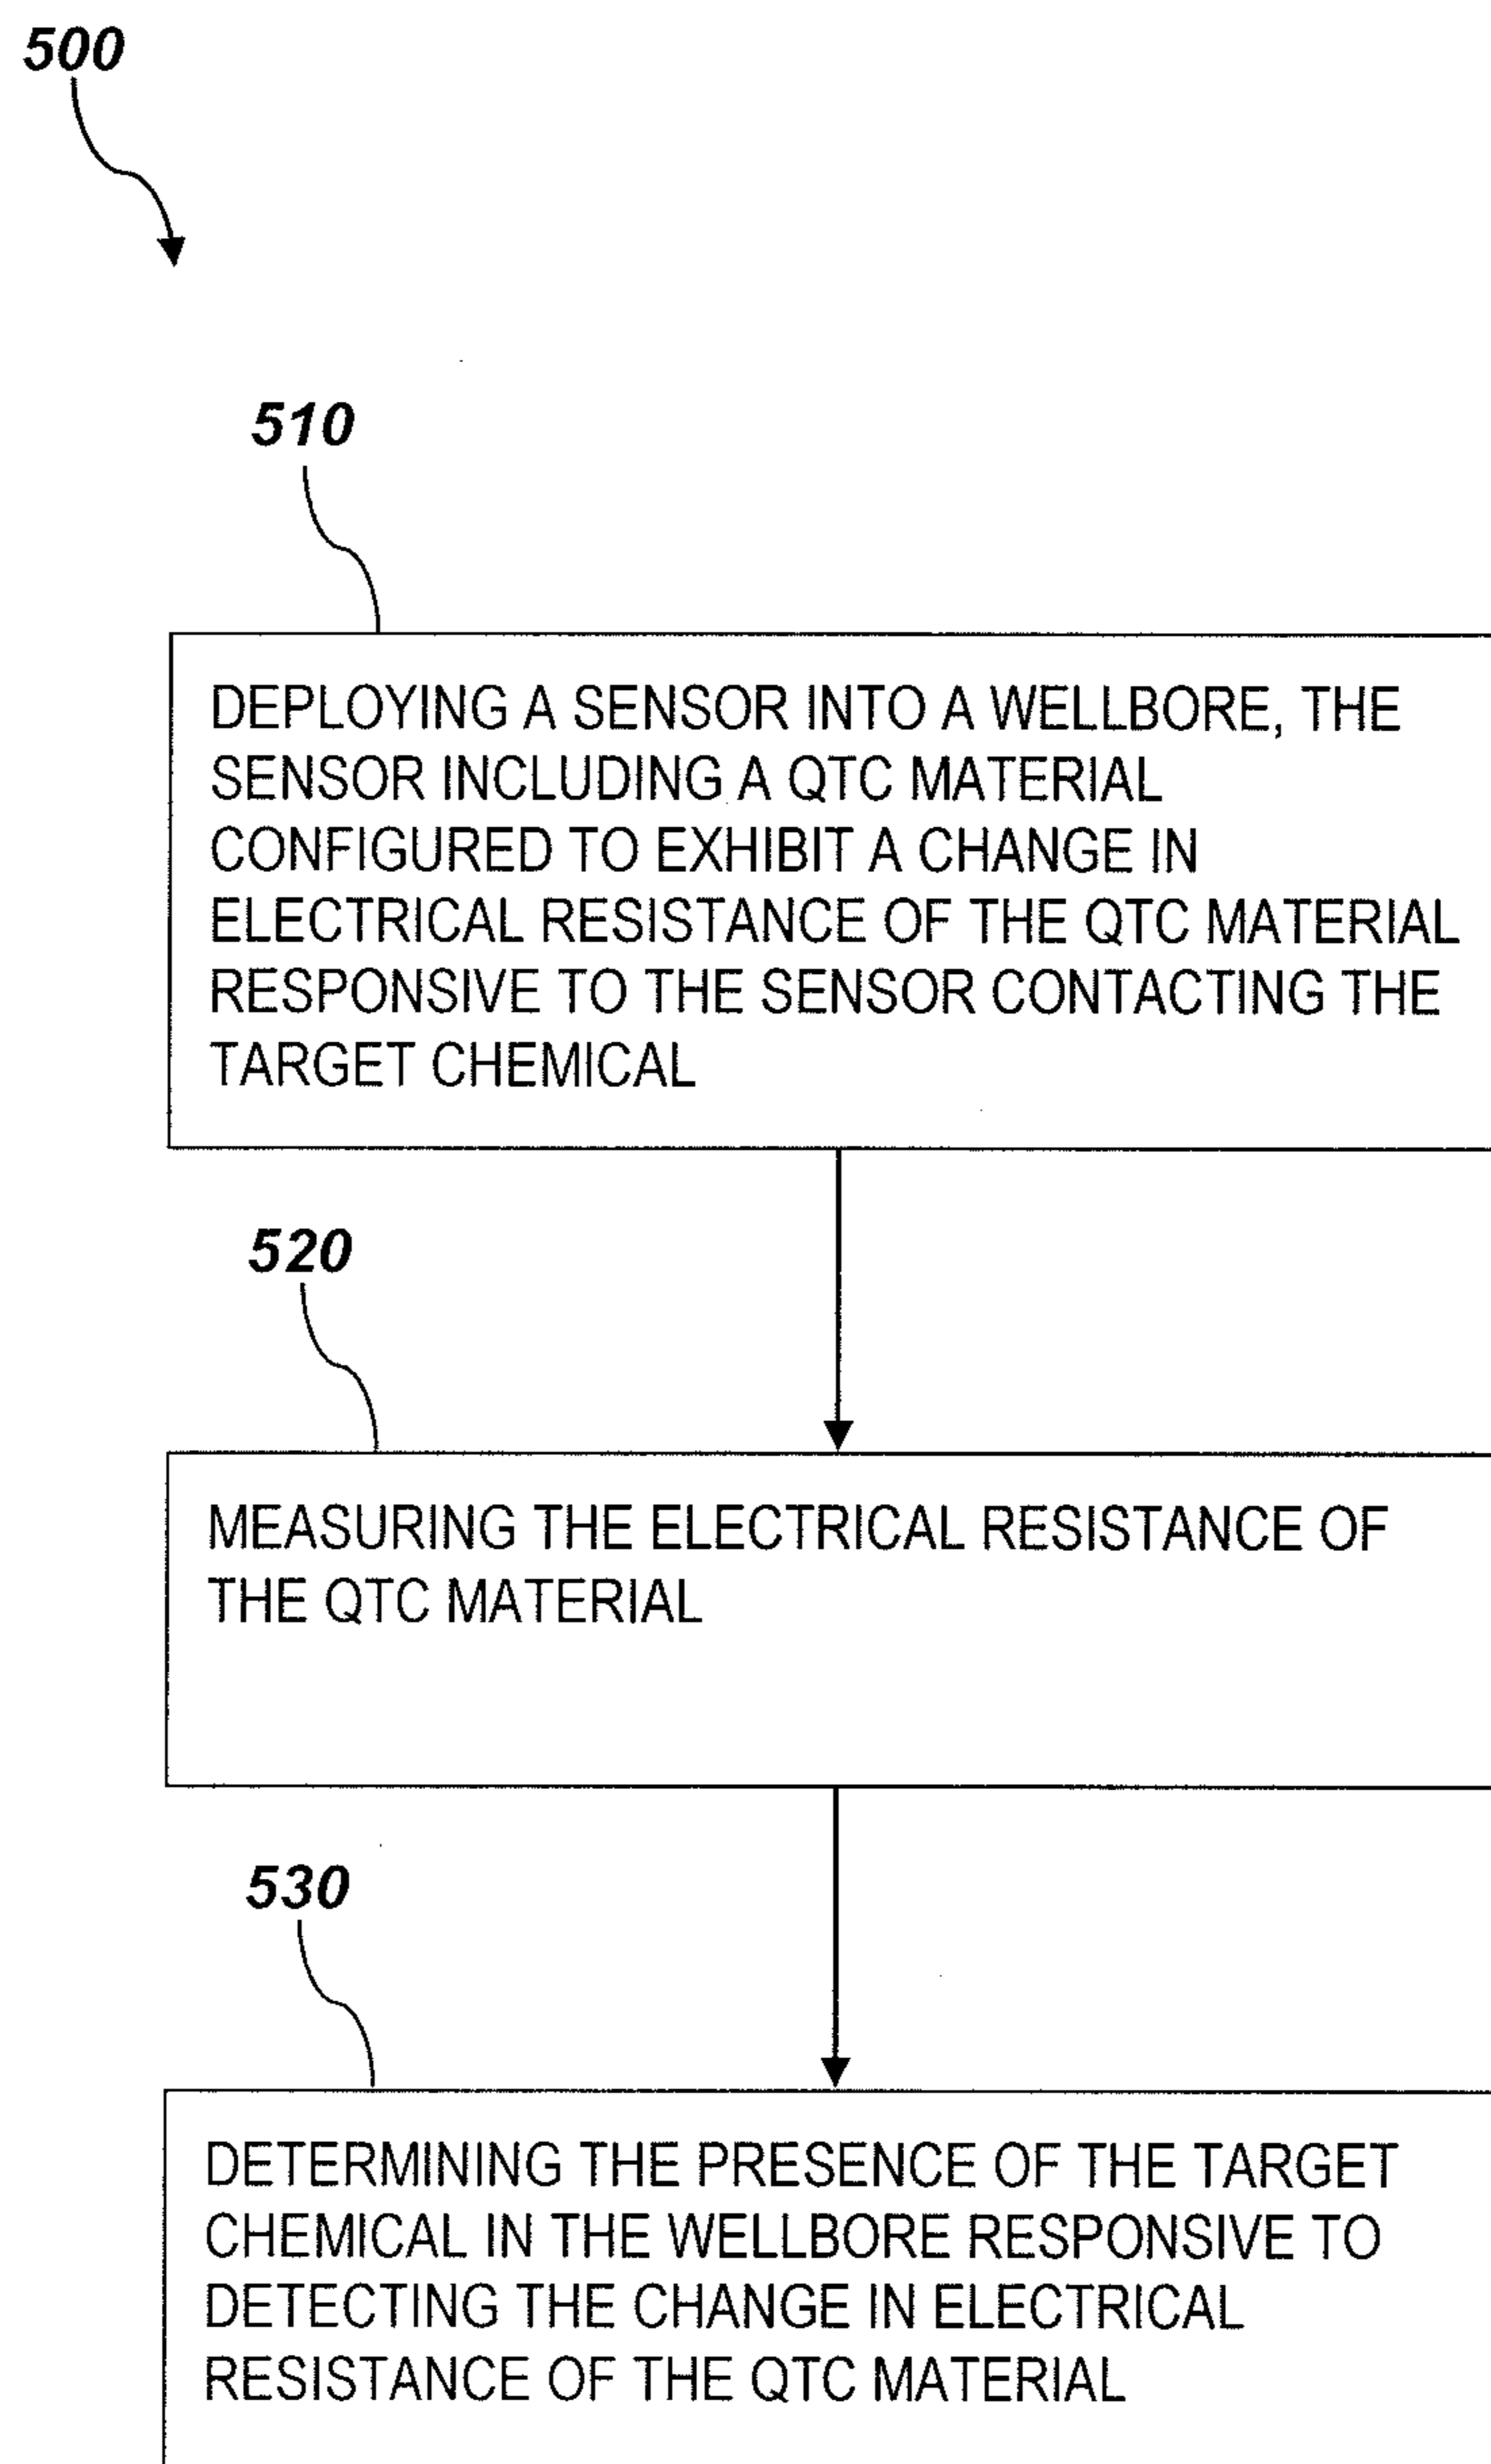 500
510
DEPLOYING A SENSOR INTO A WELLBORE, THE
SENSOR INCLUDING A QTC MATERIAL
CONFIGURED TO EXHIBIT A CHANGE IN
ELECTRICAL RESISTANCE OF THE QTC MATERIAL
RESPONSIVE TO THE SENSOR CONTACTING THE
TARGET CHEMICAL
520
MEASURING THE ELECTRICAL RESISTANCE OF
THE QTC MATERIAL
530
DETERMINING THE PRESENCE OF THE TARGET
CHEMICAL IN THE WELLBORE RESPONSIVE TO
DETECTING THE CHANGE IN ELECTRICAL
RESISTANCE OF THE QTC MATERIAL